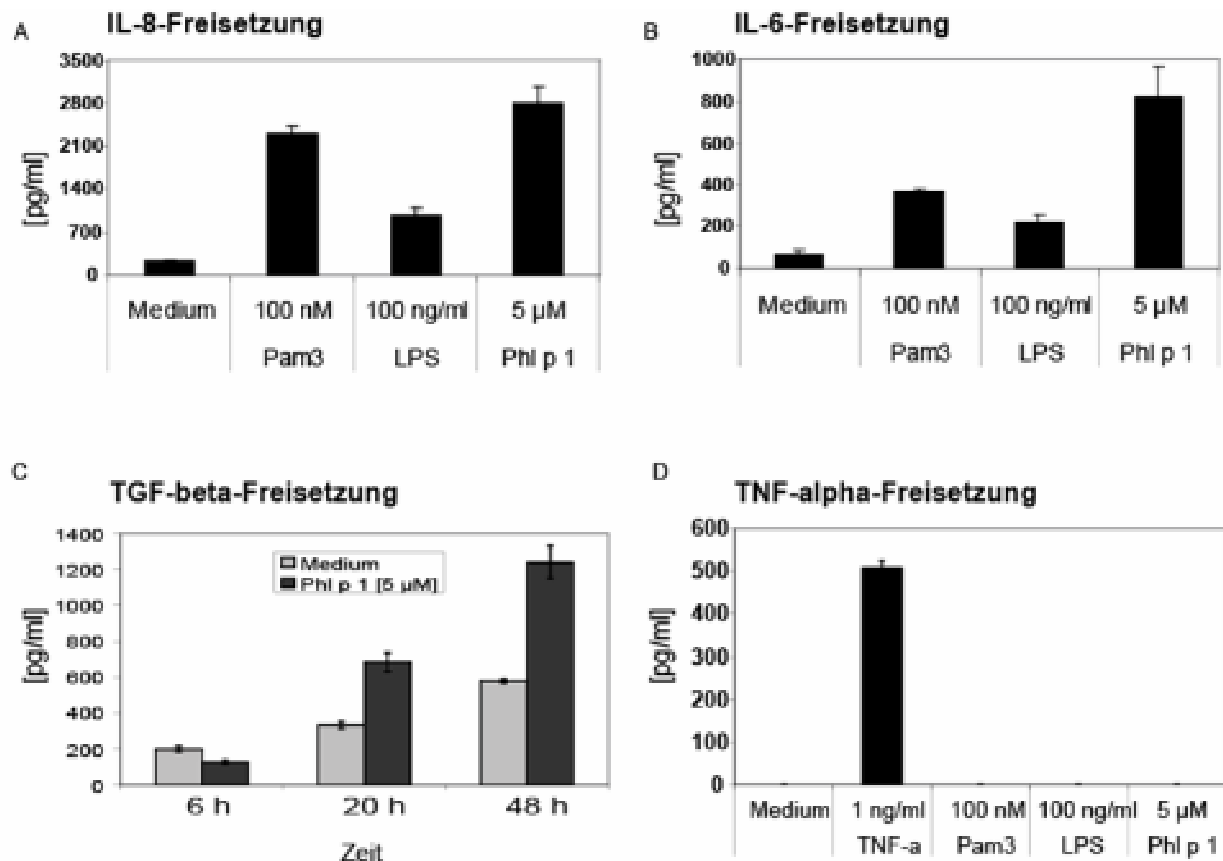 A
IL-8-Freisetzung
3500
2800
2100
1400
700
0
[pg/ml]
Medium
100 nM
100 ng/ml
5 µM
Pam3
LPS
Phl p 1
B
IL-6-Freisetzung
1000
800
600
400
200
0
[pg/ml]
Medium
100 nM
100 ng/ml
5 µM
Pam3
LPS
Phl p 1
C
TGF-beta-Freisetzung
1400
1200
1000
800
600
400
200
0
[pg/ml]
Medium
Phl p 1 [5 µM]
6 h
20 h
48 h
Zeit
D
TNF-alpha-Freisetzung
600
500
400
300
200
100
0
[pg/ml]
Medium
1 ng/ml
100 nM
100 ng/ml
5 µM
TNF-a
Pam3
LPS
Phl p 1